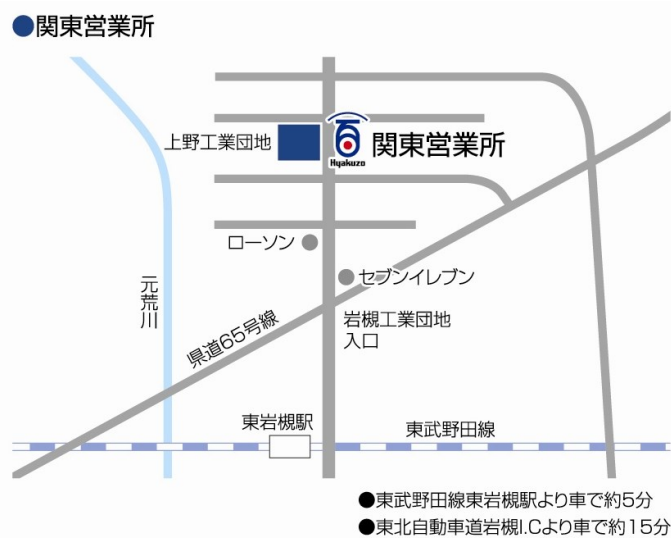 ●関東営業所
上野工業団地
Hyakuzo
関東営業所
ローソン
セブンイレブン
元荒川
県道65号線
岩槻工業団地
入口
東岩槻駅
東武野田線
●東武野田線東岩槻駅より車で約5分
●東北自動車道岩槻I.Cより車で約15分